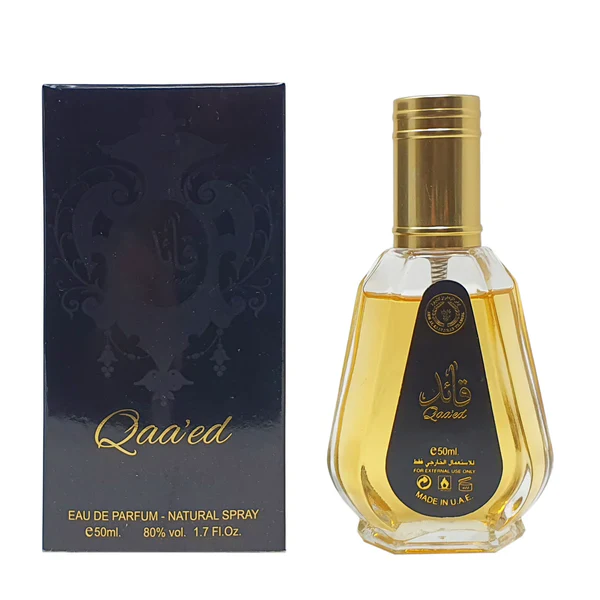 قائد
Qaa'ed
EAU DE PARFUM - NATURAL SPRAY
℮50ml. 80% vol. 1.7 Fl.Oz.
قائد
Qaa'ed
℮50ml.
للاستعمال الخارجي فقط
FOR EXTERNAL USE ONLY
MADE IN U.A.E.